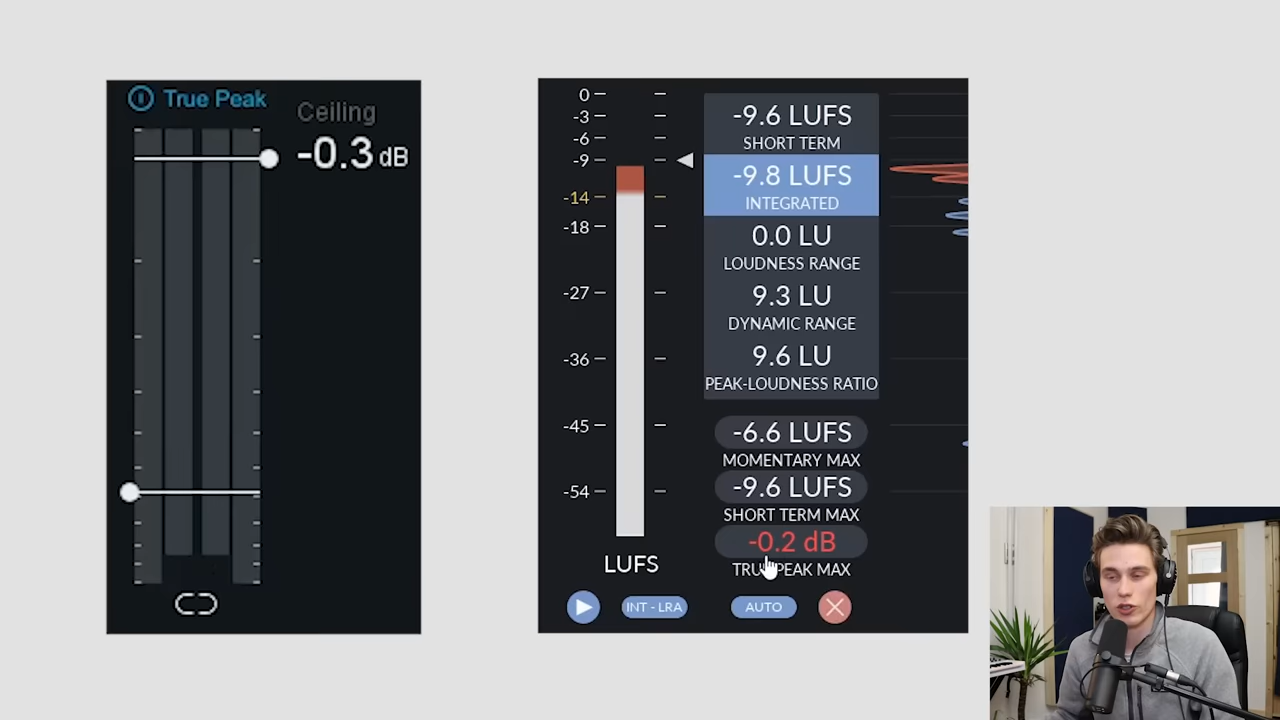 True Peak
Ceiling
-0.3 dB
0
-3
-6
-9
-14
-18
-27
-36
-45
-54
LUFS
-9.6 LUFS
SHORT TERM
-9.8 LUFS
INTEGRATED
0.0 LU
LOUDNESS RANGE
9.3 LU
DYNAMIC RANGE
9.6 LU
PEAK-LOUDNESS RATIO
-6.6 LUFS
MOMENTARY MAX
-9.6 LUFS
SHORT TERM MAX
-0.2 dB
TRUE PEAK MAX
INT - LRA
AUTO